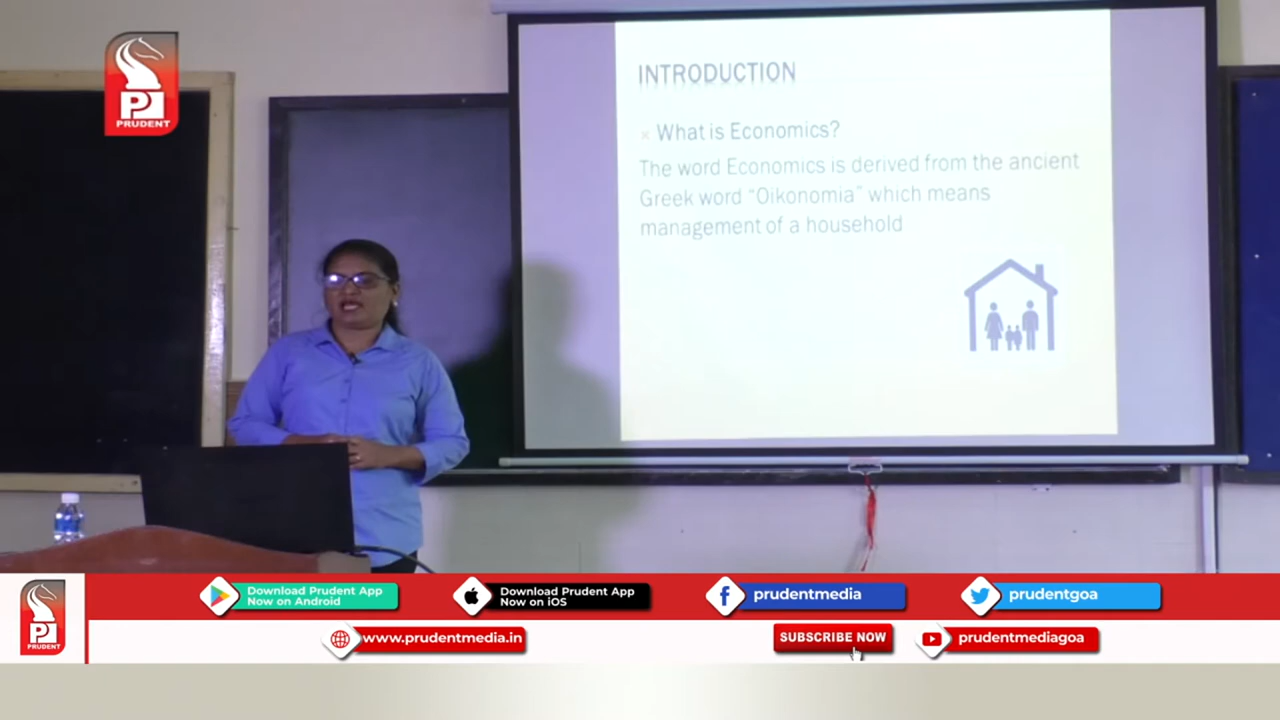 PRUDENT
INTRODUCTION
× What is Economics?
The word Economics is derived from the ancient
Greek word “Oikonomia” which means
management of a household
PRUDENT
Download Prudent App
Now on Android
Download Prudent App
Now on iOS
prudentmedia
prudentgoa
www.prudentmedia.in
SUBSCRIBE NOW
prudentmediagoa